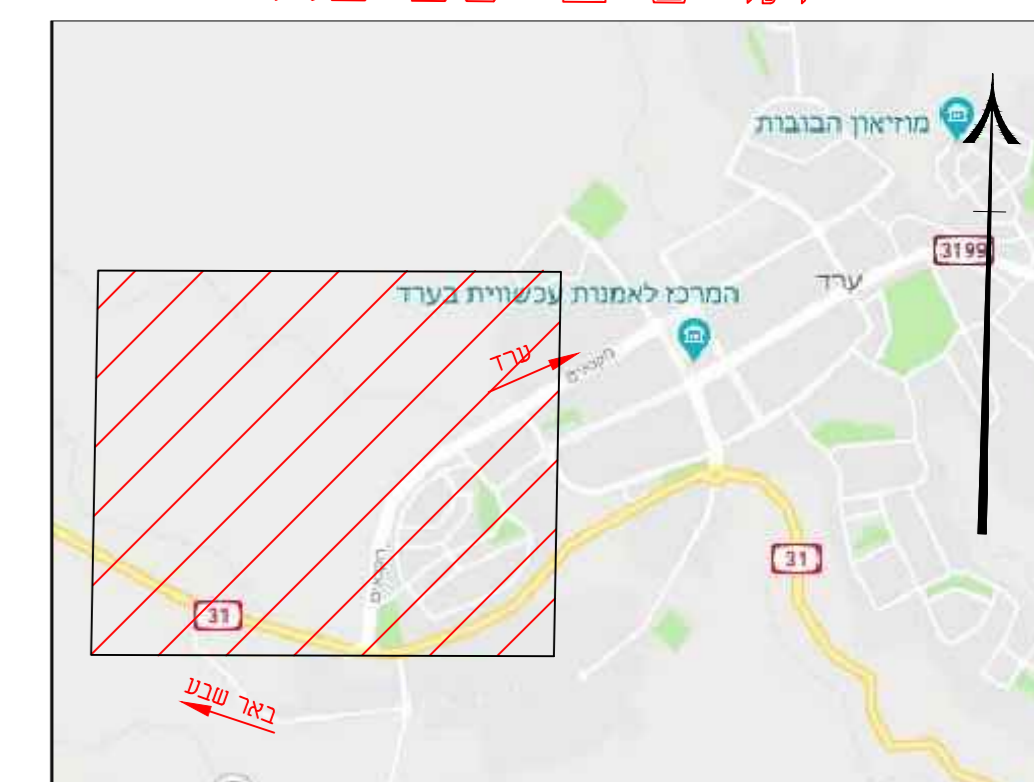 מוזיאון הבובות
3199
ערד
המרכז לאמנות עכשווית בערד
ערד
31
31
באר שבע